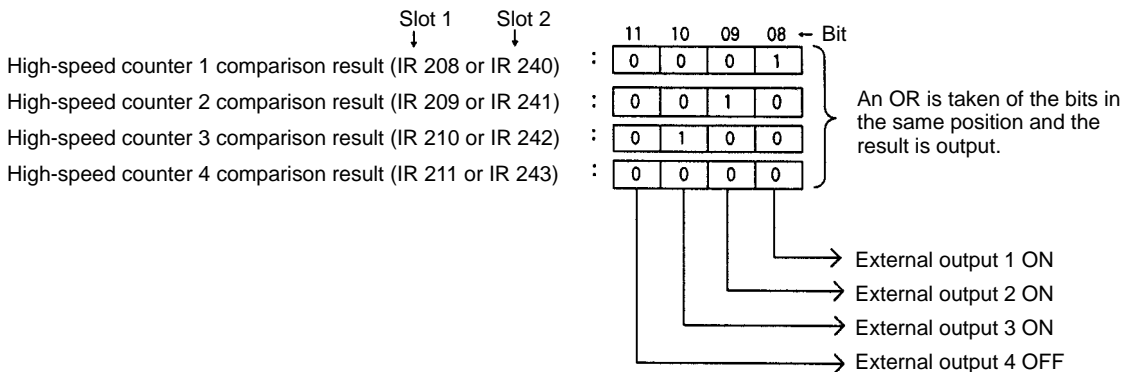 Slot 1 Slot 2
11 10 09 08 ← Bit
High-speed counter 1 comparison result (IR 208 or IR 240) : 0 0 0 1
High-speed counter 2 comparison result (IR 209 or IR 241) : 0 0 1 0
High-speed counter 3 comparison result (IR 210 or IR 242) : 0 1 0 0
High-speed counter 4 comparison result (IR 211 or IR 243) : 0 0 0 0
An OR is taken of the bits in
the same position and the
result is output.
External output 1 ON
External output 2 ON
External output 3 ON
External output 4 OFF